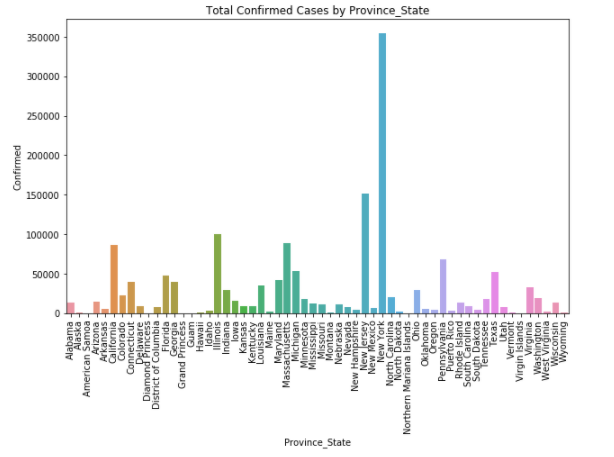 Total Confirmed Cases by Province_State
350000
300000
250000
200000
150000
100000
50000
0
Confirmed
Alabama
Alaska
American Samoa
Arizona
Arkansas
California
Colorado
Connecticut
Delaware
Diamond Princess
District of Columbia
Florida
Georgia
Grand Princess
Guam
Hawaii
Idaho
Illinois
Indiana
Iowa
Kansas
Kentucky
Louisiana
Maine
Maryland
Massachusetts
Michigan
Minnesota
Mississippi
Missouri
Montana
Nebraska
Nevada
New Hampshire
New Jersey
New Mexico
New York
North Carolina
North Dakota
Northern Mariana Islands
Ohio
Oklahoma
Oregon
Pennsylvania
Puerto Rico
Rhode Island
South Carolina
South Dakota
Tennessee
Texas
Utah
Vermont
Virgin Islands
Virginia
Washington
West Virginia
Wisconsin
Wyoming
Province_State